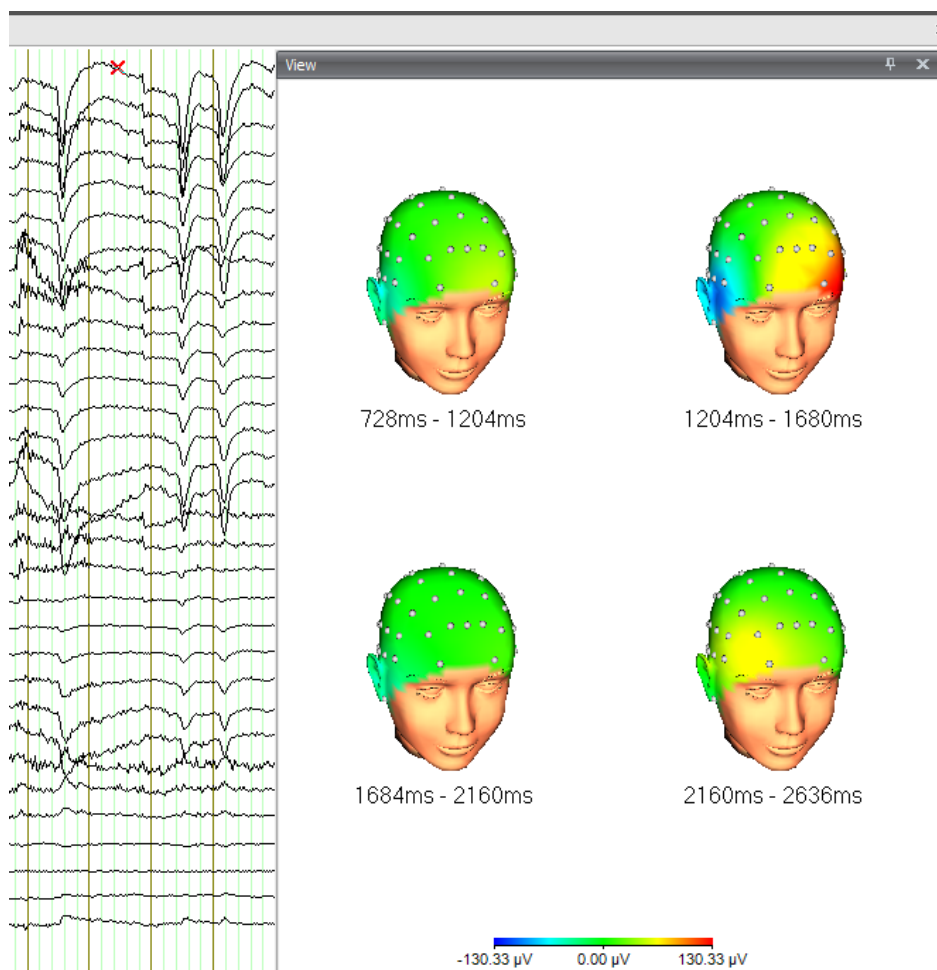 View
728ms - 1204ms
1204ms - 1680ms
1684ms - 2160ms
2160ms - 2636ms
-130.33 µV
0.00 µV
130.33 µV